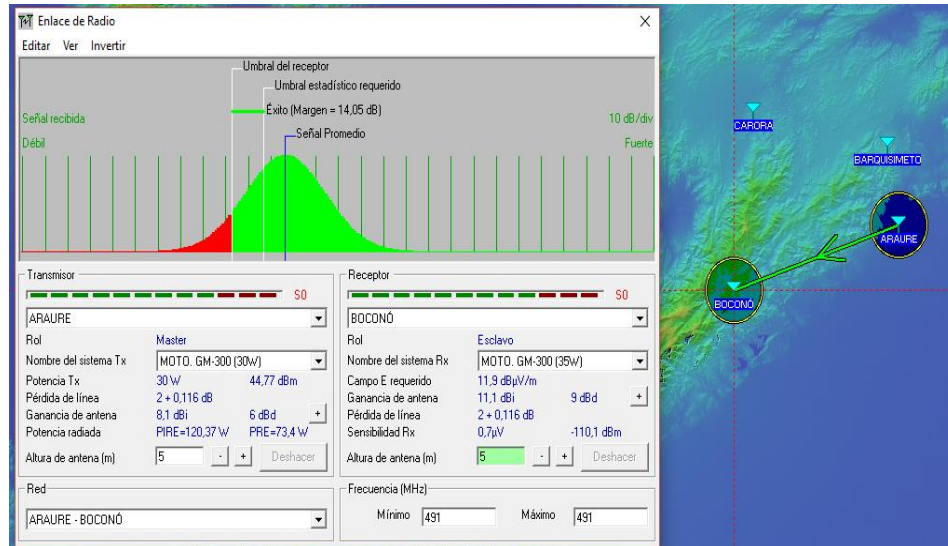 Enlace de Radio
Editar Ver Invertir
Umbral del receptor
Umbral estadístico requerido
Éxito (Margen = 14,05 dB)
Señal recibida
10 dB/div
Señal Promedio
Débil
Fuerte
Transmisor
S0
ARAURE
Rol Master
Nombre del sistema Tx MOTO. GM-300 (30W)
Potencia Tx 30 W 44,77 dBm
Pérdida de línea 2 + 0,116 dB
Ganancia de antena 8,1 dBi 6 dBd +
Potencia radiada PIRE=120,37 W PRE=73,4 W
Altura de antena (m) 5 - + Deshacer
Red
ARAURE - BOCONÓ
Receptor
S0
BOCONÓ
Rol Esclavo
Nombre del sistema Rx MOTO. GM-300 (35W)
Campo E requerido 11,9 dBµV/m
Ganancia de antena 11,1 dBi 9 dBd +
Pérdida de línea 2 + 0,116 dB
Sensibilidad Rx 0,7µV -110,1 dBm
Altura de antena (m) 5 - + Deshacer
Frecuencia (MHz)
Mínimo 491 Máximo 491
CARORA
BARQUISIMETO
ARAURE
BOCONÓ